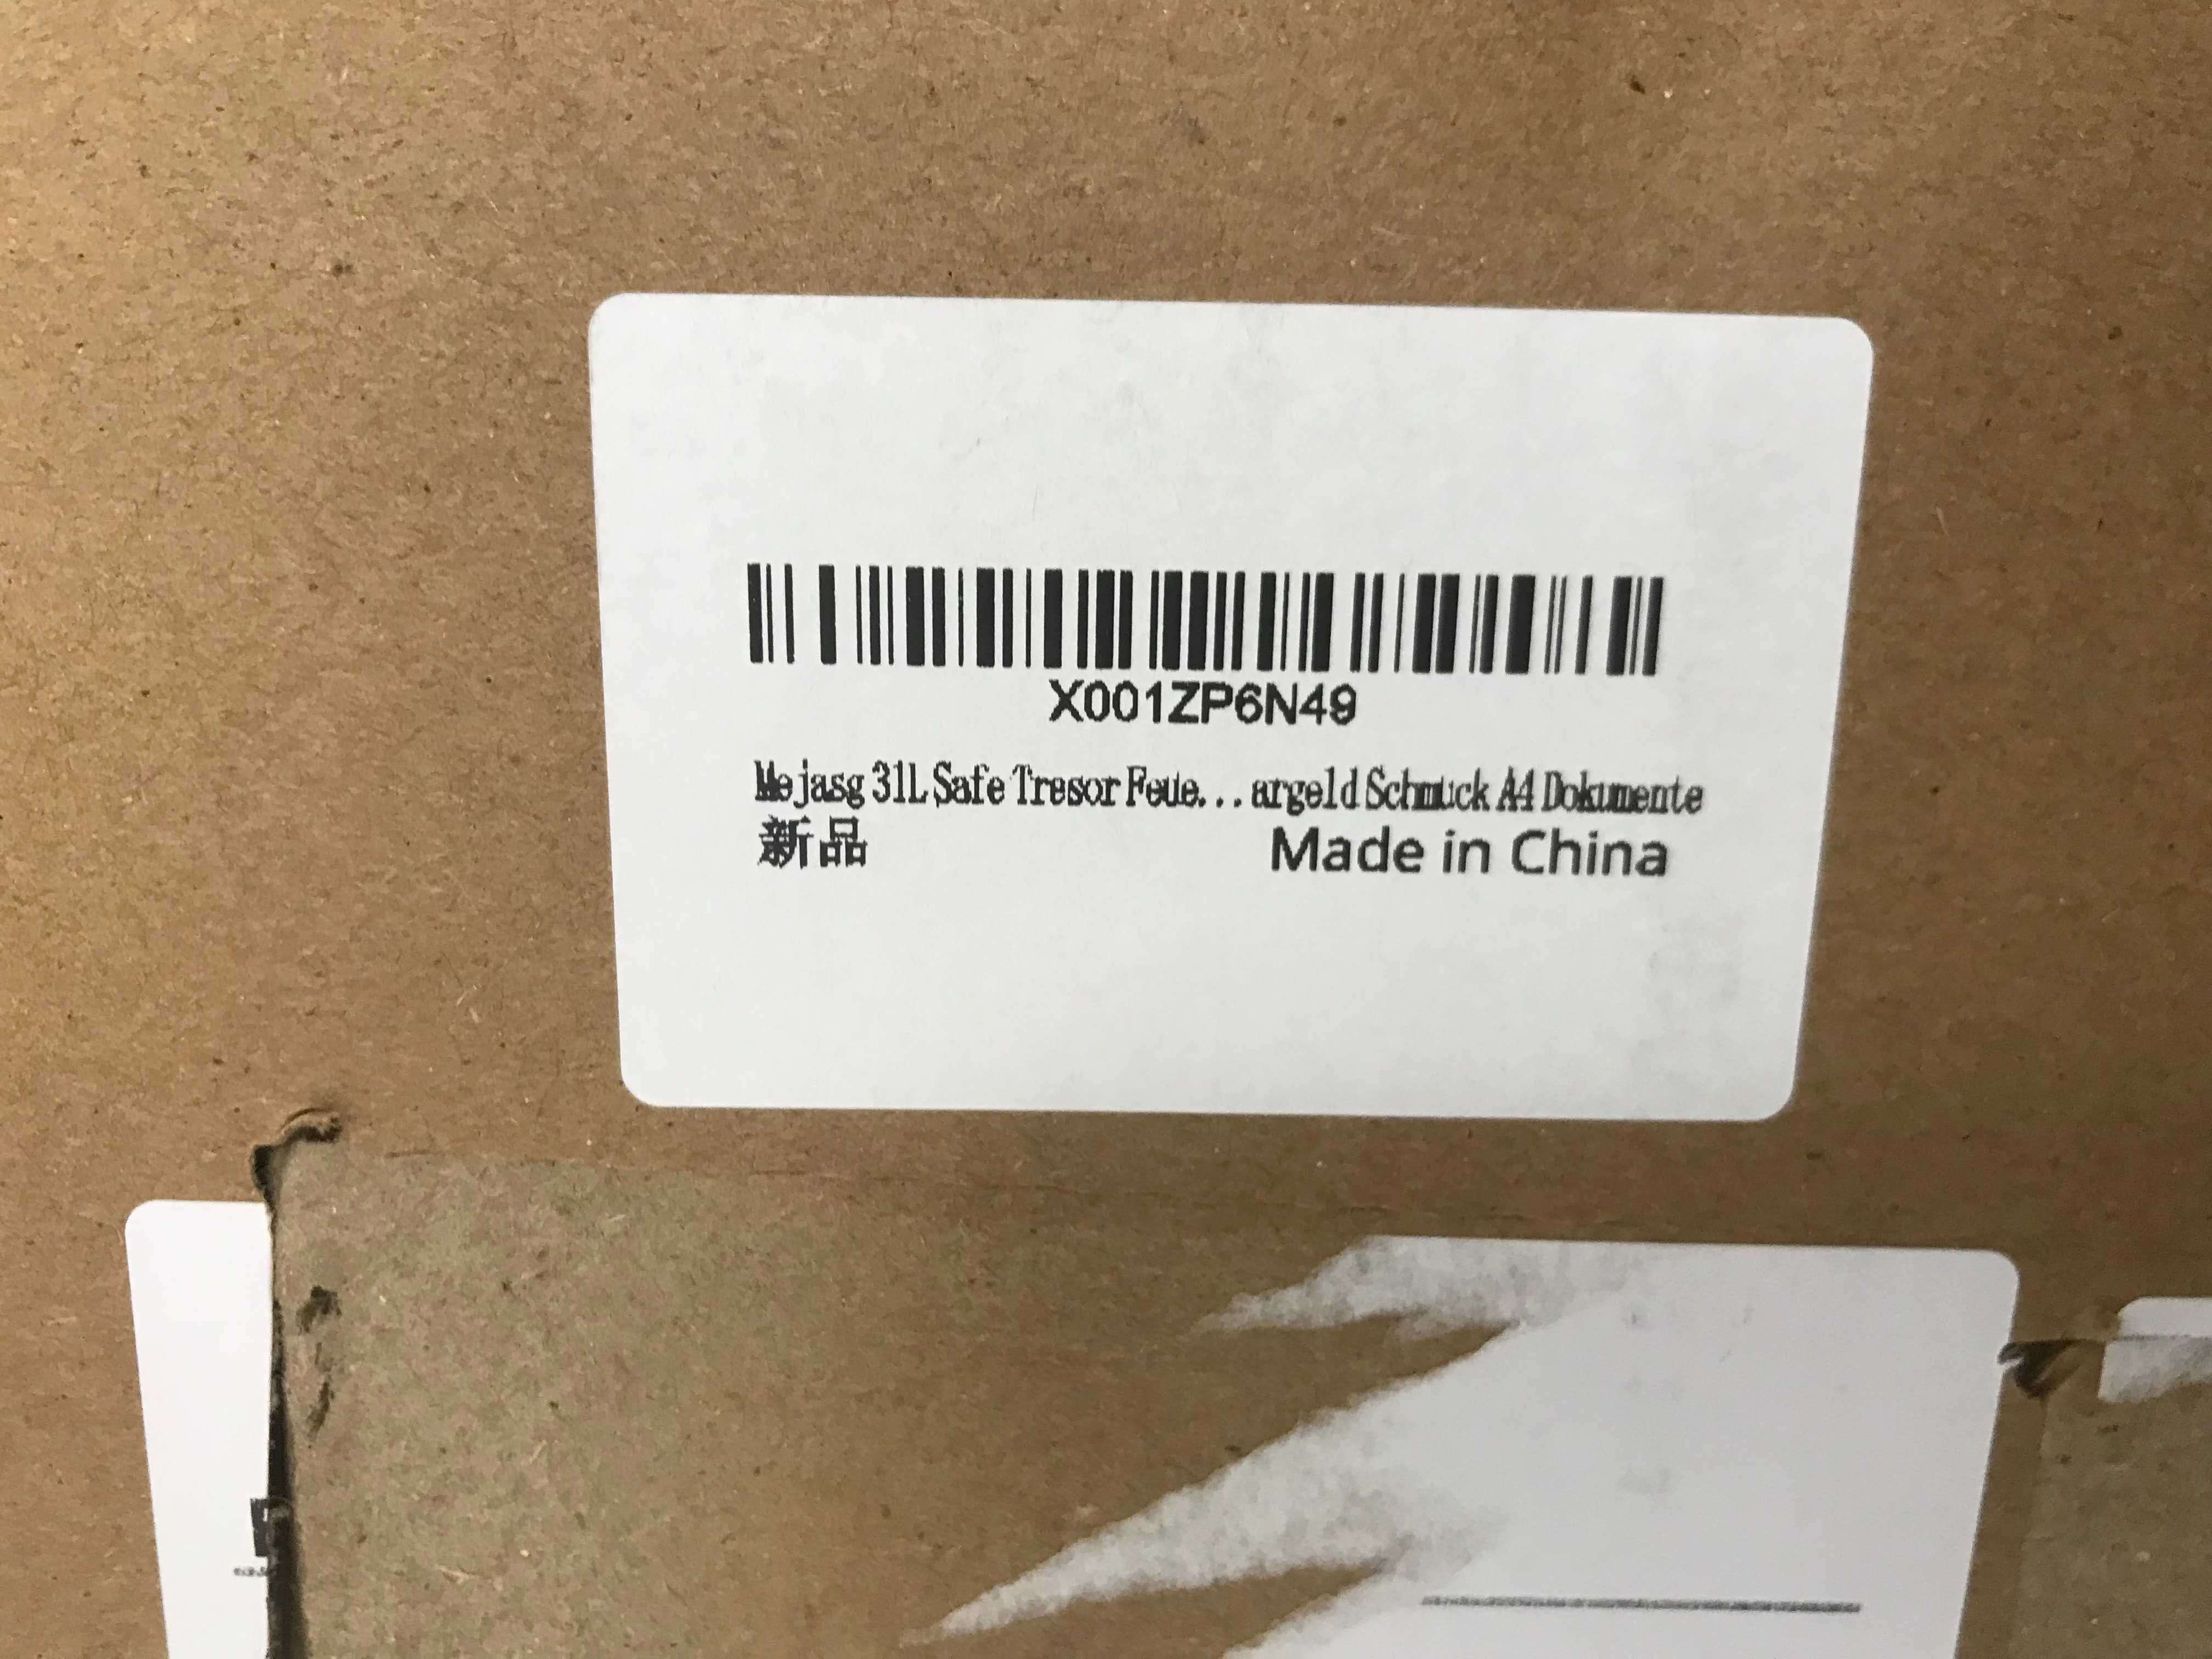 X001ZP6N49
Mejasg 31L Safe Tresor Feue...argeld Schmuck A4 Dokumente
新品
Made in China